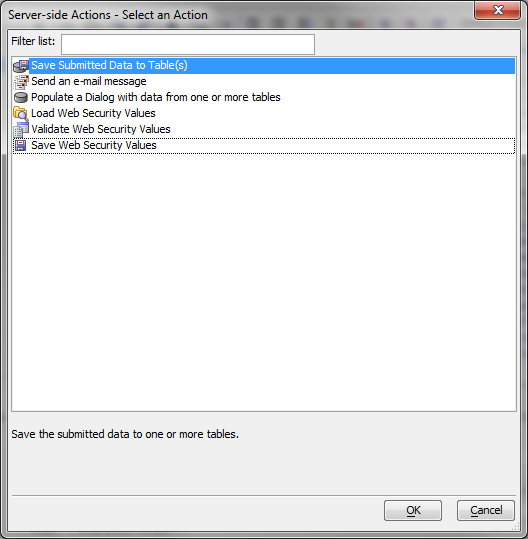 Server-side Actions - Select an Action
Filter list:
Save Submitted Data to Table(s)
Send an e-mail message
Populate a Dialog with data from one or more tables
Load Web Security Values
Validate Web Security Values
Save Web Security Values
Save the submitted data to one or more tables.
OK Cancel